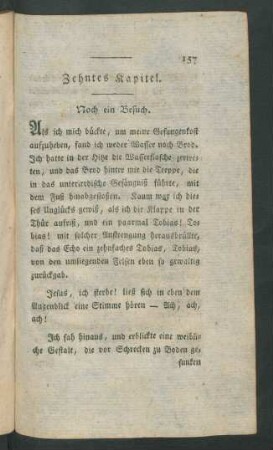 157
Zehntes Kapitel.
Noch ein Besuch.
Als ich mich bückte, um meine Gefangenkost
aufzuheben, fand ich weder Wasser noch Brod.
Ich hatte in der Hitze die Wasserflasche zertre-
ten, und das Brod hinter mir die Treppe, die
in das unterirrdische Gefängniß führte, mit
dem Fuß hinabgestoßen. Kaum war ich die-
ses Unglücks gewiß, als ich die Klappe in der
Thür aufriß, und ein paarmal Tobias! To-
bias! mit solcher Anstrengung herausbrüllte,
daß das Echo ein zehnfaches Tobias, Tobias,
von den umliegenden Felsen eben so gewaltig
zurückgab.
Jesus, ich sterbe! ließ sich in eben dem
Augenblick eine Stimme hören — Ach, ach,
ach!
Ich sah hinaus, und erblickte eine weibli-
che Gestalt, die vor Schrecken zu Boden ge-
sunken